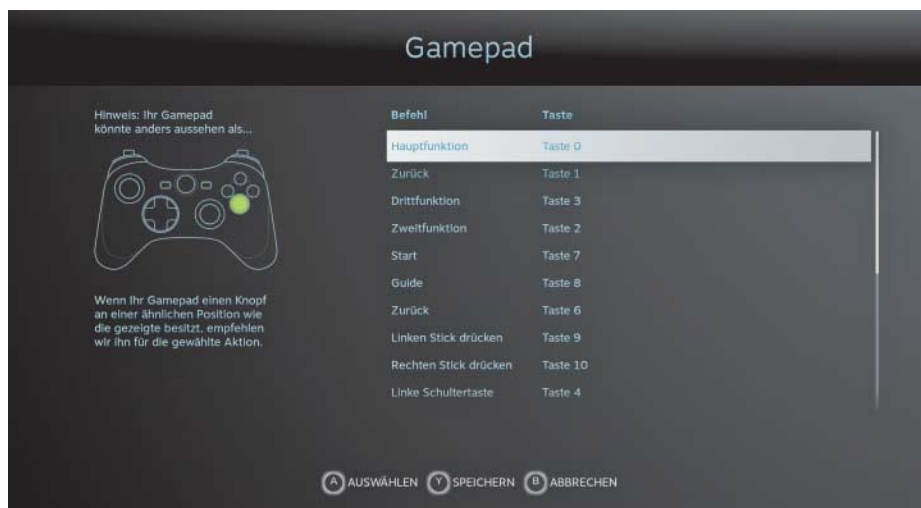 Gamepad
Hinweis: Ihr Gamepad
könnte anders aussehen als...
Wenn Ihr Gamepad einen Knopf
an einer ähnlichen Position wie
die gezeigte besitzt, empfehlen
wir ihn für die gewählte Aktion.
Befehl Taste
Hauptfunktion Taste 0
Zurück Taste 1
Drittfunktion Taste 3
Zweitfunktion Taste 2
Start Taste 7
Guide Taste 8
Zurück Taste 6
Linken Stick drücken Taste 9
Rechten Stick drücken Taste 10
Linke Schultertaste Taste 4
A AUSWÄHLEN Y SPEICHERN B ABBRECHEN